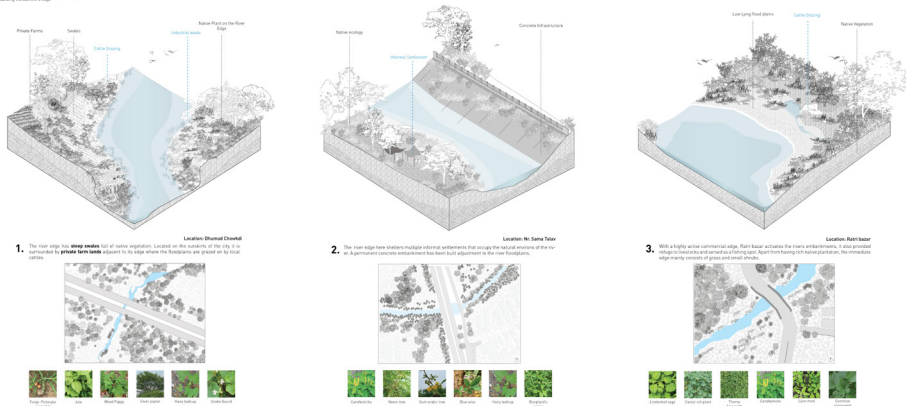 Private Farms
Swales
Cattle Grazing
Industrial waste
Native Plant on the River
Edge
Location: Dhumad Chowkdi
1. The river edge has steep swales full of native vegetation. Located on the outskirts of the city, it is
surrounded by private farm lands adjacent to its edge where the floodplains are grazed on by local
cattles.
Native ecology
Informal Settlement
Concrete Infrastructure
Location: Nr. Sama Talav
2. The river edge here shelters multiple informal settlements that occupy the natural environs of the riv-
er. A permanent concrete embankment has been built adjustment to the river floodplains.
Low Lying flood plains
Cattle Grazing
Native Vegetation
Location: Ratri bazar
3. With a highly active commercial edge, Ratri bazar activates the rivers embankments, it also provided
refuge to livestocks and served as a fishing spot. Apart from having rich native plantation, the immediate
edge mainly consists of grass and small shrubs.
River poplar
Candlesticks
Neem tree
Candlesticks